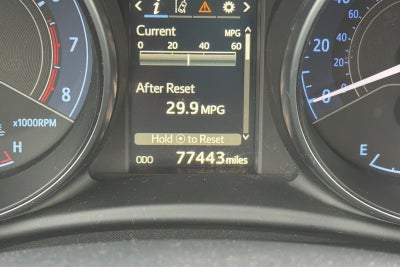 Current MPG
0 20 40 60
After Reset
29.9 MPG
Hold to Reset
ODO 77443 miles
7
8
x1000RPM
H
40
20
0
E